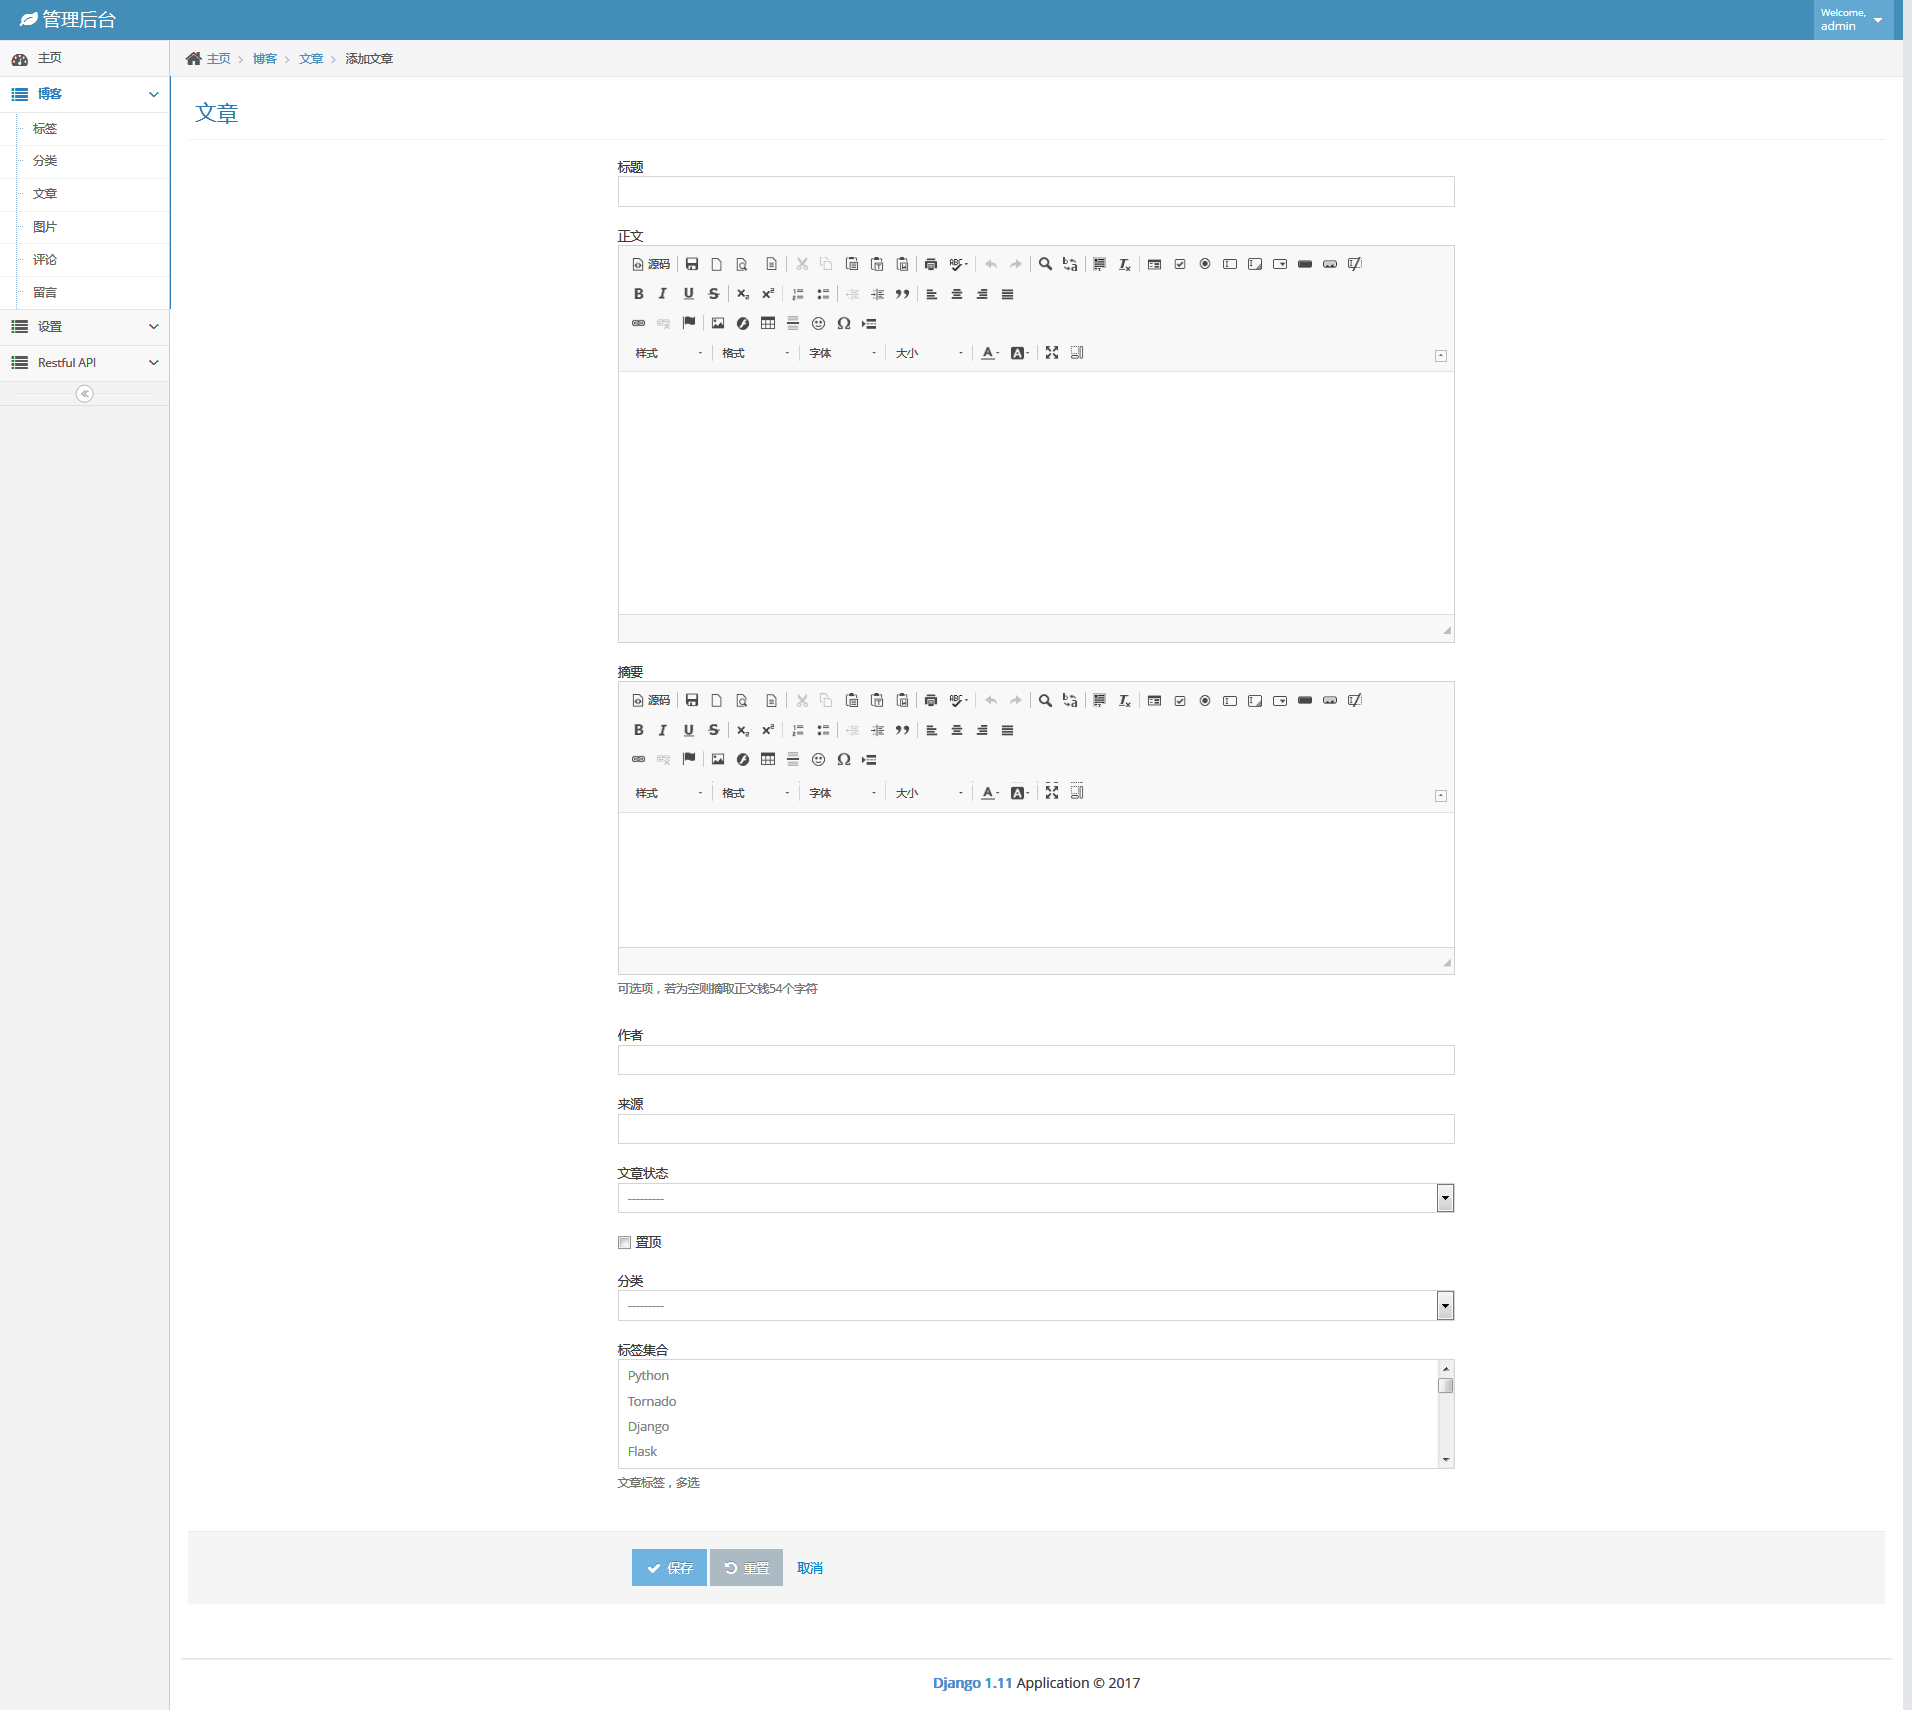 管理后台
Welcome,
admin
主页
博客
标签
分类
文章
图片
评论
留言
设置
Restful API
主页 > 博客 > 文章 > 添加文章
文章
标题
正文
源码
样式 格式 字体 大小
摘要
源码
样式 格式 字体 大小
可选项，若为空则摘取正文钱54个字符
作者
来源
文章状态
---------
置顶
分类
---------
标签集合
Python
Tornado
Django
Flask
文章标签，多选
保存 重置 取消
Django 1.11 Application © 2017